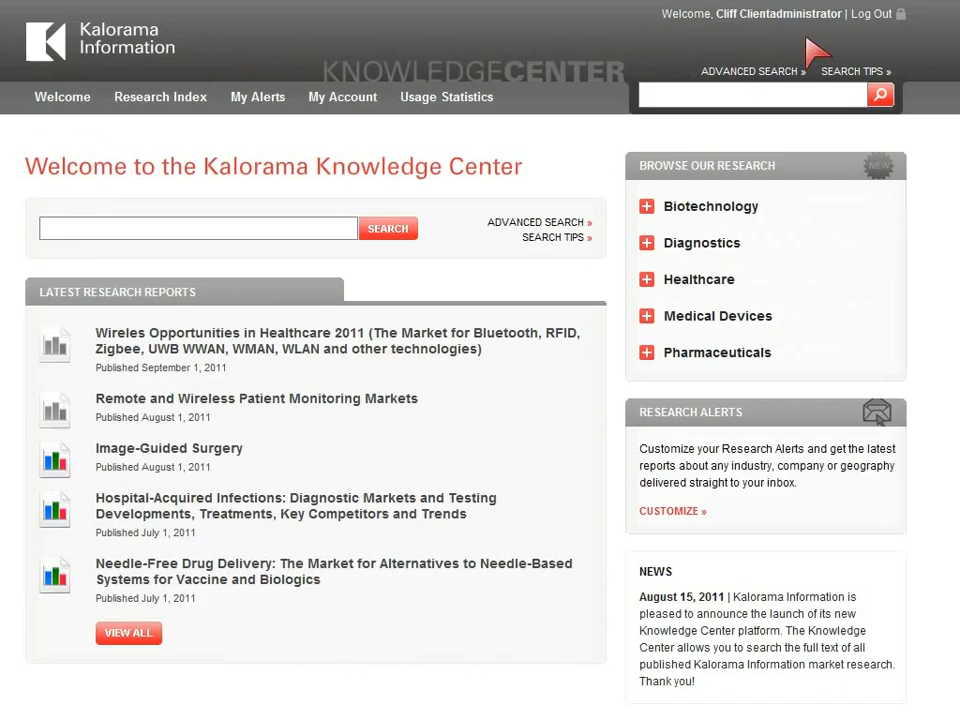 Welcome, Cliff Clientadministrator | Log Out
Kalorama
Information
KNOWLEDGECENTER
ADVANCED SEARCH » SEARCH TIPS »
Welcome Research Index My Alerts My Account Usage Statistics
Welcome to the Kalorama Knowledge Center
SEARCH
ADVANCED SEARCH »
SEARCH TIPS »
LATEST RESEARCH REPORTS
Wireles Opportunities in Healthcare 2011 (The Market for Bluetooth, RFID,
Zigbee, UWB WWAN, WMAN, WLAN and other technologies)
Published September 1, 2011
Remote and Wireless Patient Monitoring Markets
Published August 1, 2011
Image-Guided Surgery
Published August 1, 2011
Hospital-Acquired Infections: Diagnostic Markets and Testing
Developments, Treatments, Key Competitors and Trends
Published July 1, 2011
Needle-Free Drug Delivery: The Market for Alternatives to Needle-Based
Systems for Vaccine and Biologics
Published July 1, 2011
VIEW ALL
BROWSE OUR RESEARCH
NEW
Biotechnology
Diagnostics
Healthcare
Medical Devices
Pharmaceuticals
RESEARCH ALERTS
Customize your Research Alerts and get the latest
reports about any industry, company or geography
delivered straight to your inbox.
CUSTOMIZE »
NEWS
August 15, 2011 | Kalorama Information is
pleased to announce the launch of its new
Knowledge Center platform. The Knowledge
Center allows you to search the full text of all
published Kalorama Information market research.
Thank you!